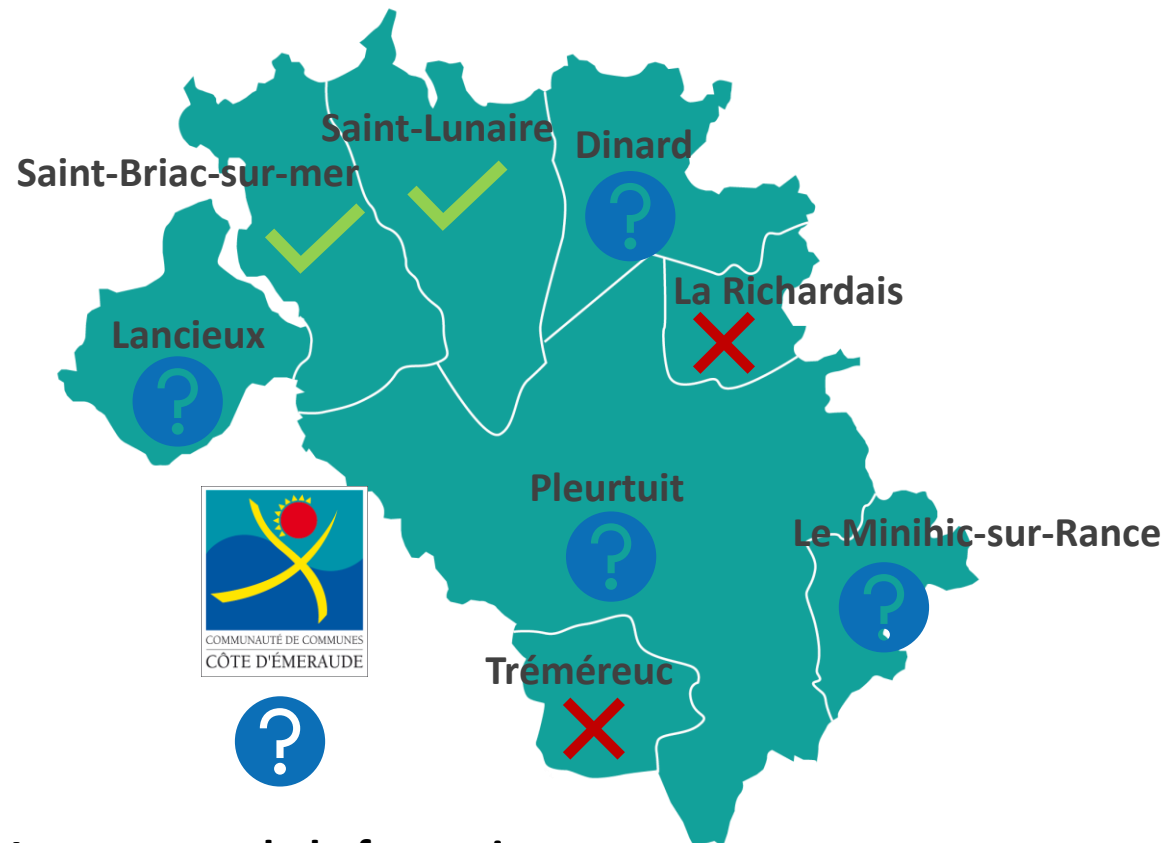 Saint-Lunaire
Dinard
Saint-Briac-sur-mer
La Richardais
Lancieux
Pleurtuit
Le Minihic-sur-Rance
COMMUNAUTÉ DE COMMUNES
CÔTE D'ÉMERAUDE
Tréméreuc